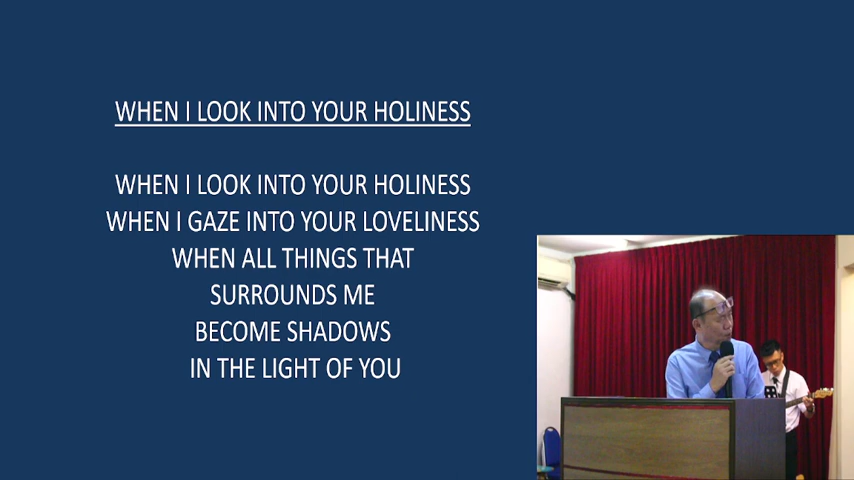 WHEN I LOOK INTO YOUR HOLINESS
WHEN I LOOK INTO YOUR HOLINESS
WHEN I GAZE INTO YOUR LOVELINESS
WHEN ALL THINGS THAT
SURROUNDS ME
BECOME SHADOWS
IN THE LIGHT OF YOU